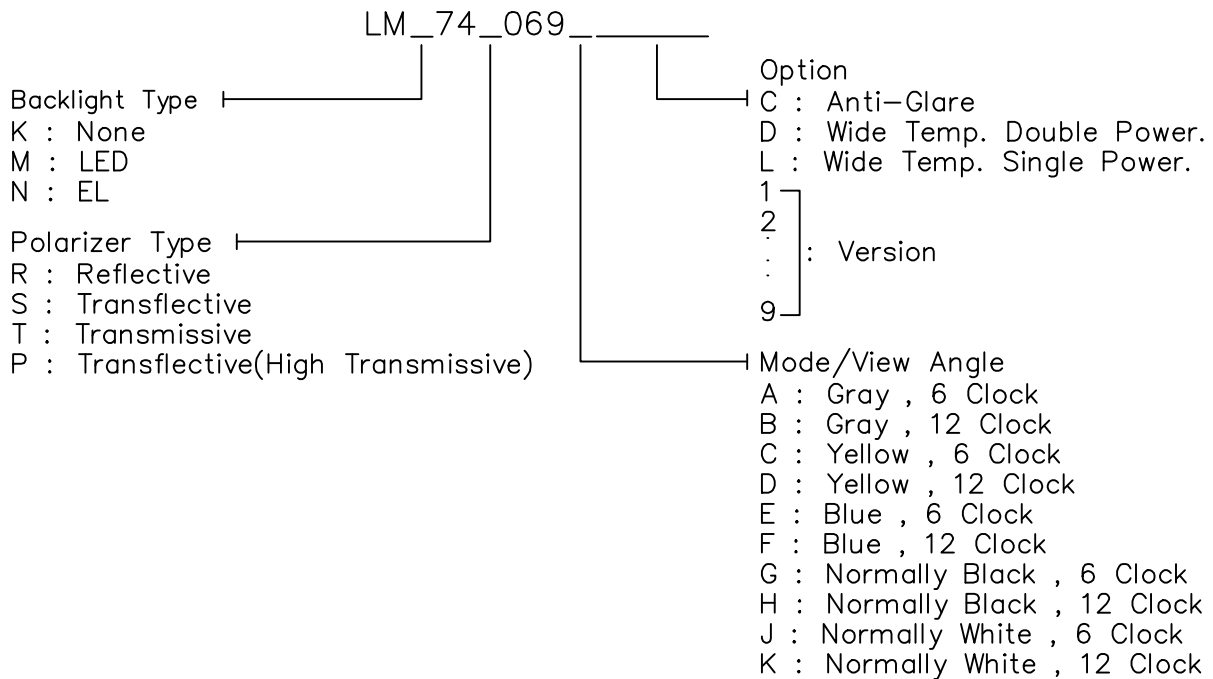 LM_74_069_______
Backlight Type
K : None
M : LED
N : EL
Polarizer Type
R : Reflective
S : Transflective
T : Transmissive
P : Transflective(High Transmissive)
Option
C : Anti-Glare
D : Wide Temp. Double Power.
L : Wide Temp. Single Power.
1
2
.
.
.
9
: Version
Mode/View Angle
A : Gray , 6 Clock
B : Gray , 12 Clock
C : Yellow , 6 Clock
D : Yellow , 12 Clock
E : Blue , 6 Clock
F : Blue , 12 Clock
G : Normally Black , 6 Clock
H : Normally Black , 12 Clock
J : Normally White , 6 Clock
K : Normally White , 12 Clock